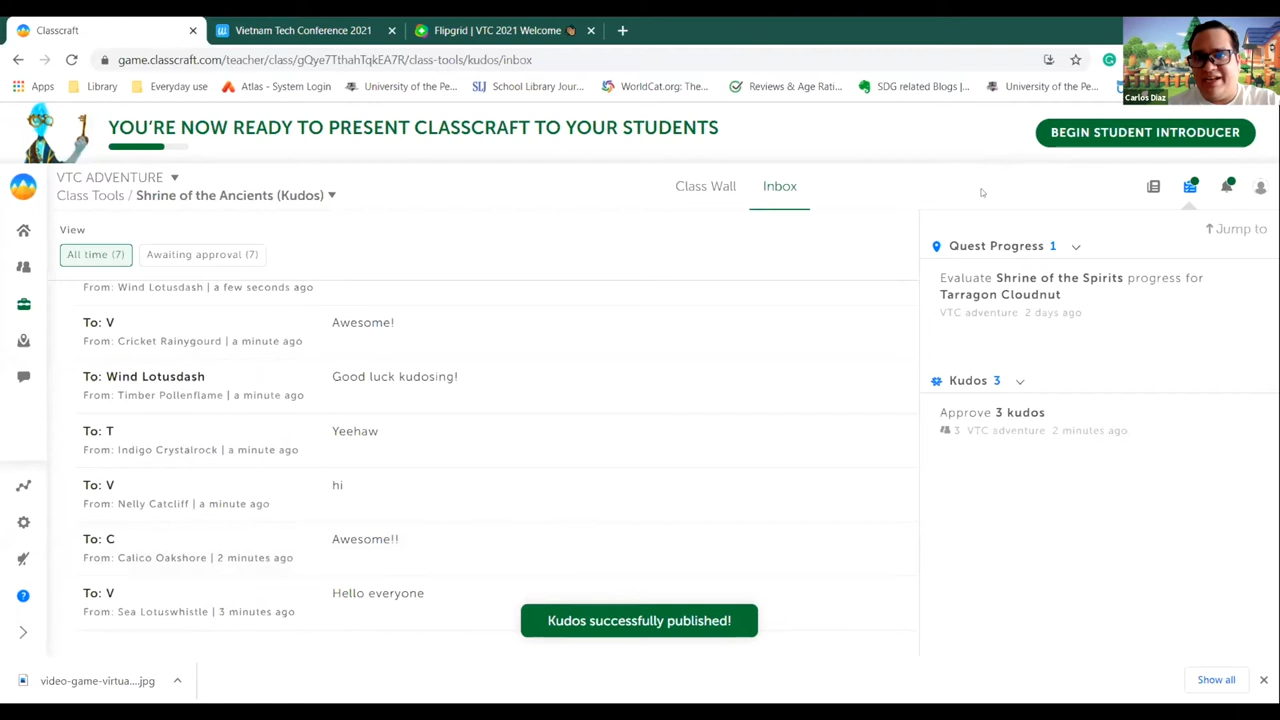 Classcraft
Vietnam Tech Conference 2021
Flipgrid | VTC 2021 Welcome
game.classcraft.com/teacher/class/gQye7TthahTqkEA7R/class-tools/kudos/inbox
Apps
Library
Everyday use
Atlas - System Login
University of the Pe...
School Library Jour...
WorldCat.org: The...
Reviews & Age Rati...
SDG related Blogs |...
University of the Pe...
Carlos Diaz
YOU'RE NOW READY TO PRESENT CLASSCRAFT TO YOUR STUDENTS
BEGIN STUDENT INTRODUCER
VTC ADVENTURE
Class Tools / Shrine of the Ancients (Kudos)
Class Wall
Inbox
View
All time (7)
Awaiting approval (7)
From: Wind Lotusdash | a few seconds ago
To: V
Awesome!
From: Cricket Rainygourd | a minute ago
To: Wind Lotusdash
Good luck kudosing!
From: Timber Pollenflame | a minute ago
To: T
Yeehaw
From: Indigo Crystalrock | a minute ago
To: V
hi
From: Nelly Catcliff | a minute ago
To: C
Awesome!!
From: Calico Oakshore | 2 minutes ago
To: V
Hello everyone
From: Sea Lotuswhistle | 3 minutes ago
Kudos successfully published!
Jump to
Quest Progress 1
Evaluate Shrine of the Spirits progress for
Tarragon Cloudnut
VTC adventure 2 days ago
Kudos 3
Approve 3 kudos
3 VTC adventure 2 minutes ago
video-game-virtua....jpg
Show all